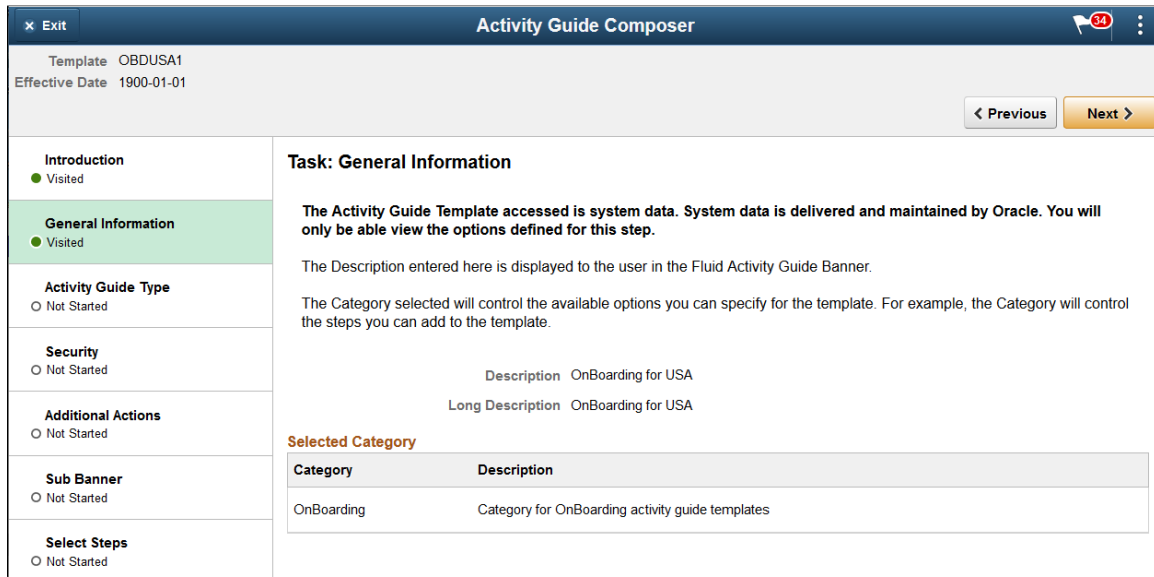 × Exit
Activity Guide Composer
34
Template OBDUSA1
Effective Date 1900-01-01
Previous
Next
Introduction
Visited
General Information
Visited
Activity Guide Type
Not Started
Security
Not Started
Additional Actions
Not Started
Sub Banner
Not Started
Select Steps
Not Started
Task: General Information
The Activity Guide Template accessed is system data. System data is delivered and maintained by Oracle. You will
only be able view the options defined for this step.
The Description entered here is displayed to the user in the Fluid Activity Guide Banner.
The Category selected will control the available options you can specify for the template. For example, the Category will control
the steps you can add to the template.
Description OnBoarding for USA
Long Description OnBoarding for USA
Selected Category
Category Description
OnBoarding Category for OnBoarding activity guide templates